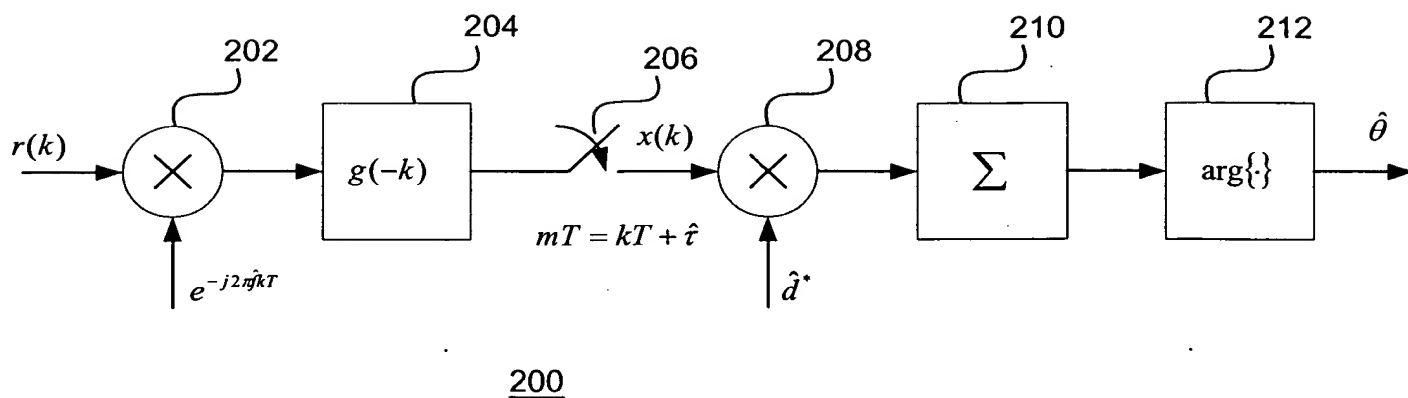 202
204
206
208
210
212
r(k)
×
g(-k)
x(k)
×
Σ
arg{·}
θ̂
mT = kT + τ̂
e^{-j2πf̂kT}
d̂*
200